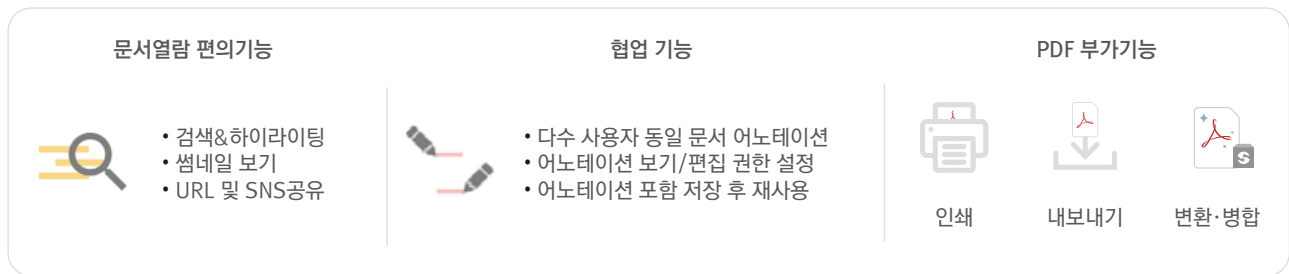 문서열람 편의기능
• 검색&하이라이팅
• 썸네일 보기
• URL 및 SNS공유
협업 기능
• 다수 사용자 동일 문서 어노테이션
• 어노테이션 보기/편집 권한 설정
• 어노테이션 포함 저장 후 재사용
PDF 부가기능
S
인쇄
내보내기
변환·병합